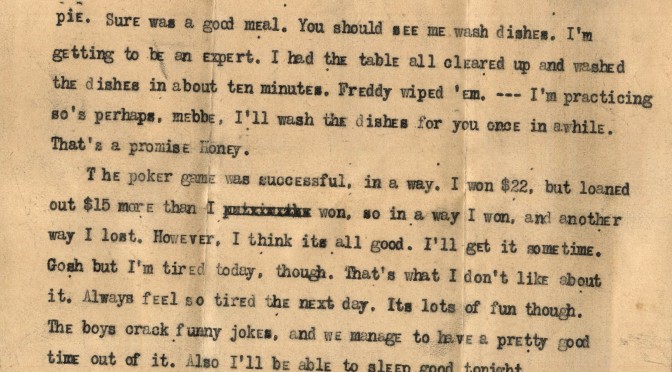 pie. Sure was a good meal. You should see me wash dishes. I'm
getting to be an expert. I had the table all cleared up and washed
the dishes in about ten minutes. Freddy wiped 'em. --- I'm practicing
so's perhaps, mebbe, I'll wash the dishes for you once in awhile.
That's a promise Honey.
The poker game was successful, in a way. I won $22, but loaned
out $15 more than I won, so in a way I won, and another
way I lost. However, I think its all good. I'll get it sometime.
Gosh but I'm tired today, though. That's what I don't like about
it. Always feel so tired the next day. Its lots of fun though.
The boys crack funny jokes, and we manage to have a pretty good
time out of it. Also I'll be able to sleep good tonight